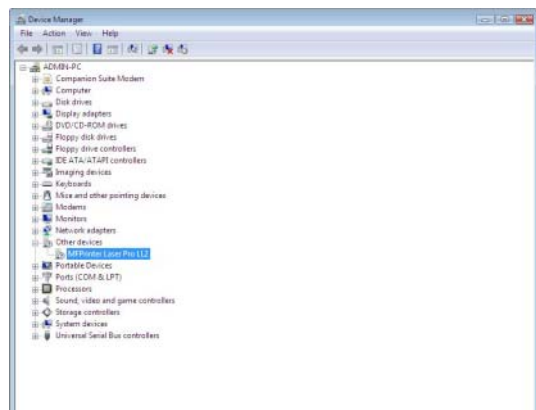 Device Manager
File Action View Help
ADMIN-PC
Companion Suite Modem
Computer
Disk drives
Display adapters
DVD/CD-ROM drives
Floppy disk drives
Floppy drive controllers
IDE ATA/ATAPI controllers
Imaging devices
Keyboards
Mice and other pointing devices
Modems
Monitors
Network adapters
Other devices
MFPrinter Laser Pro LL2
Portable Devices
Ports (COM & LPT)
Processors
Sound, video and game controllers
Storage controllers
System devices
Universal Serial Bus controllers